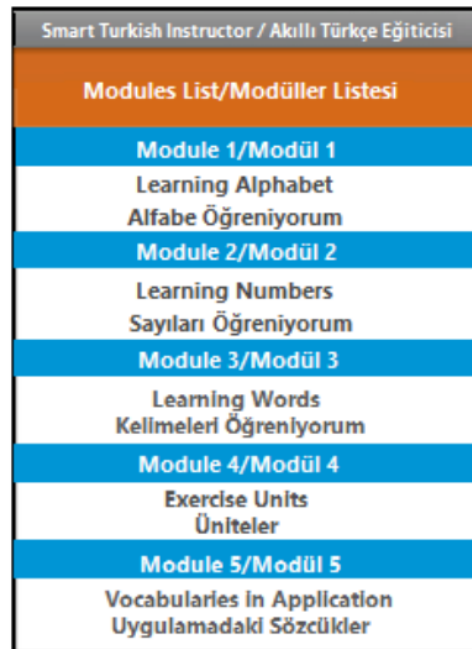 Smart Turkish Instructor / Akıllı Türkçe Eğiticisi
Modules List/Modüller Listesi
Module 1/Modül 1
Learning Alphabet
Alfabe Öğreniyorum
Module 2/Modül 2
Learning Numbers
Sayıları Öğreniyorum
Module 3/Modül 3
Learning Words
Kelimeleri Öğreniyorum
Module 4/Modül 4
Exercise Units
Üniteler
Module 5/Modül 5
Vocabularies in Application
Uygulamadaki Sözcükler